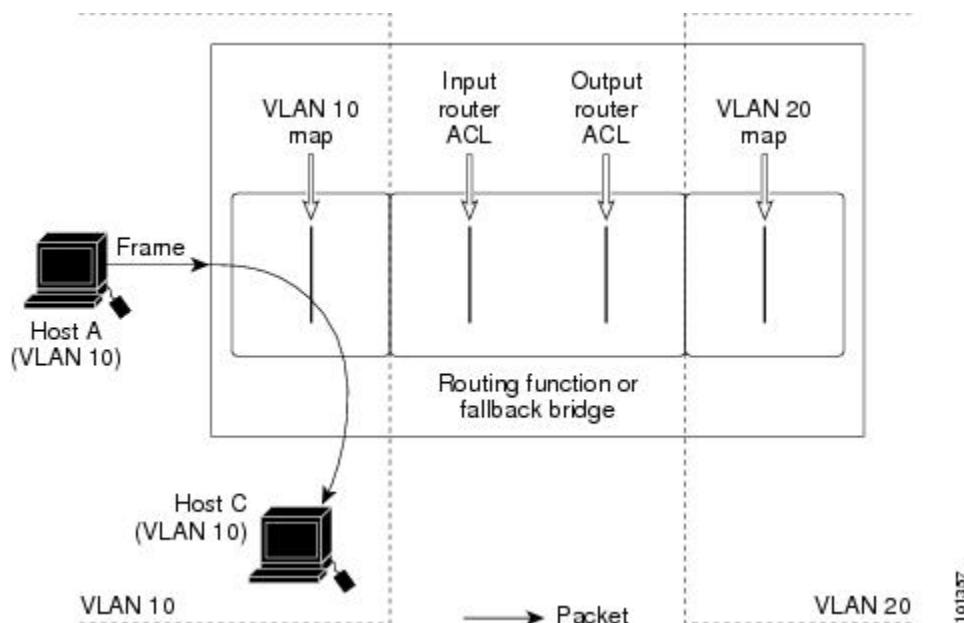 VLAN 10
map
Input
router
ACL
Output
router
ACL
VLAN 20
map
Frame
Host A
(VLAN 10)
Routing function or
fallback bridge
Host C
(VLAN 10)
VLAN 10
Packet
VLAN 20
101357